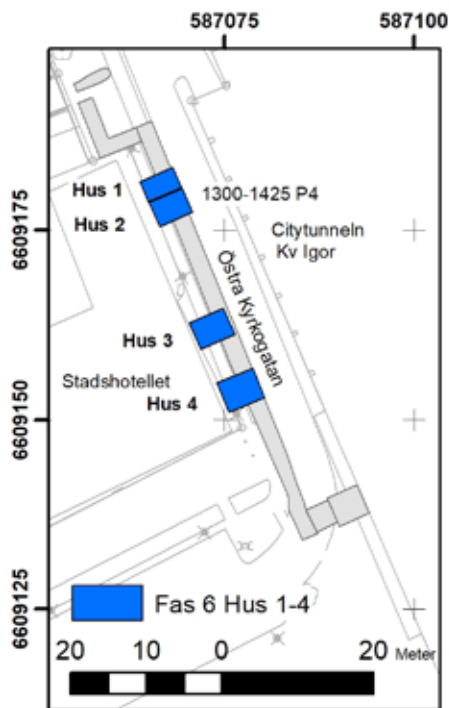 587075
587100
Hus 1
1300-1425 P4
Hus 2
6609175
Citytunneln
Kv Igor
Östra Kyrkogatan
Hus 3
Stadshotellet
Hus 4
6609150
6609125
Fas 6 Hus 1-4
20 10 0 20 Meter